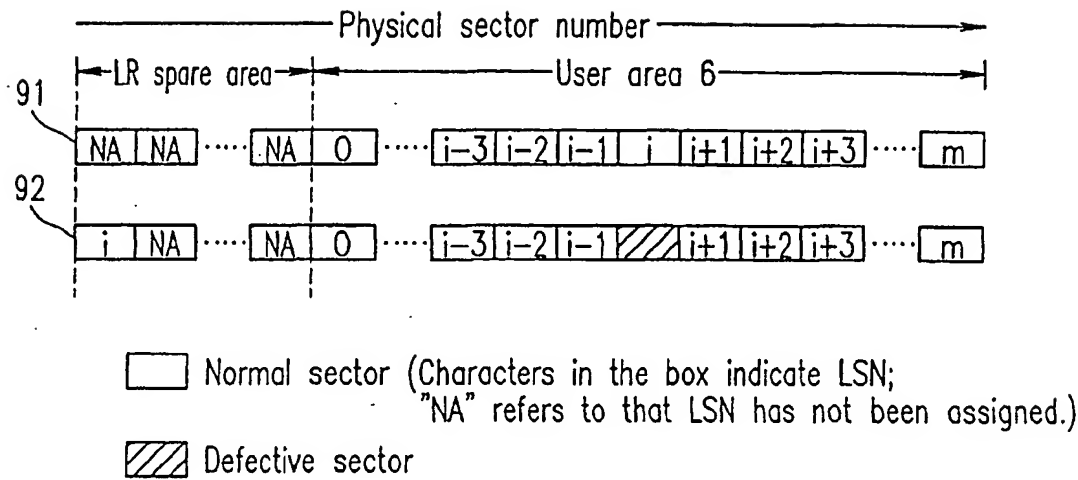 Physical sector number
LR spare area User area 6
91
NA NA ····· NA 0 ····· i-3 i-2 i-1 i i+1 i+2 i+3 ····· m
92
i NA ····· NA 0 ····· i-3 i-2 i-1 i+1 i+2 i+3 ····· m
Normal sector (Characters in the box indicate LSN;
"NA" refers to that LSN has not been assigned.)
Defective sector